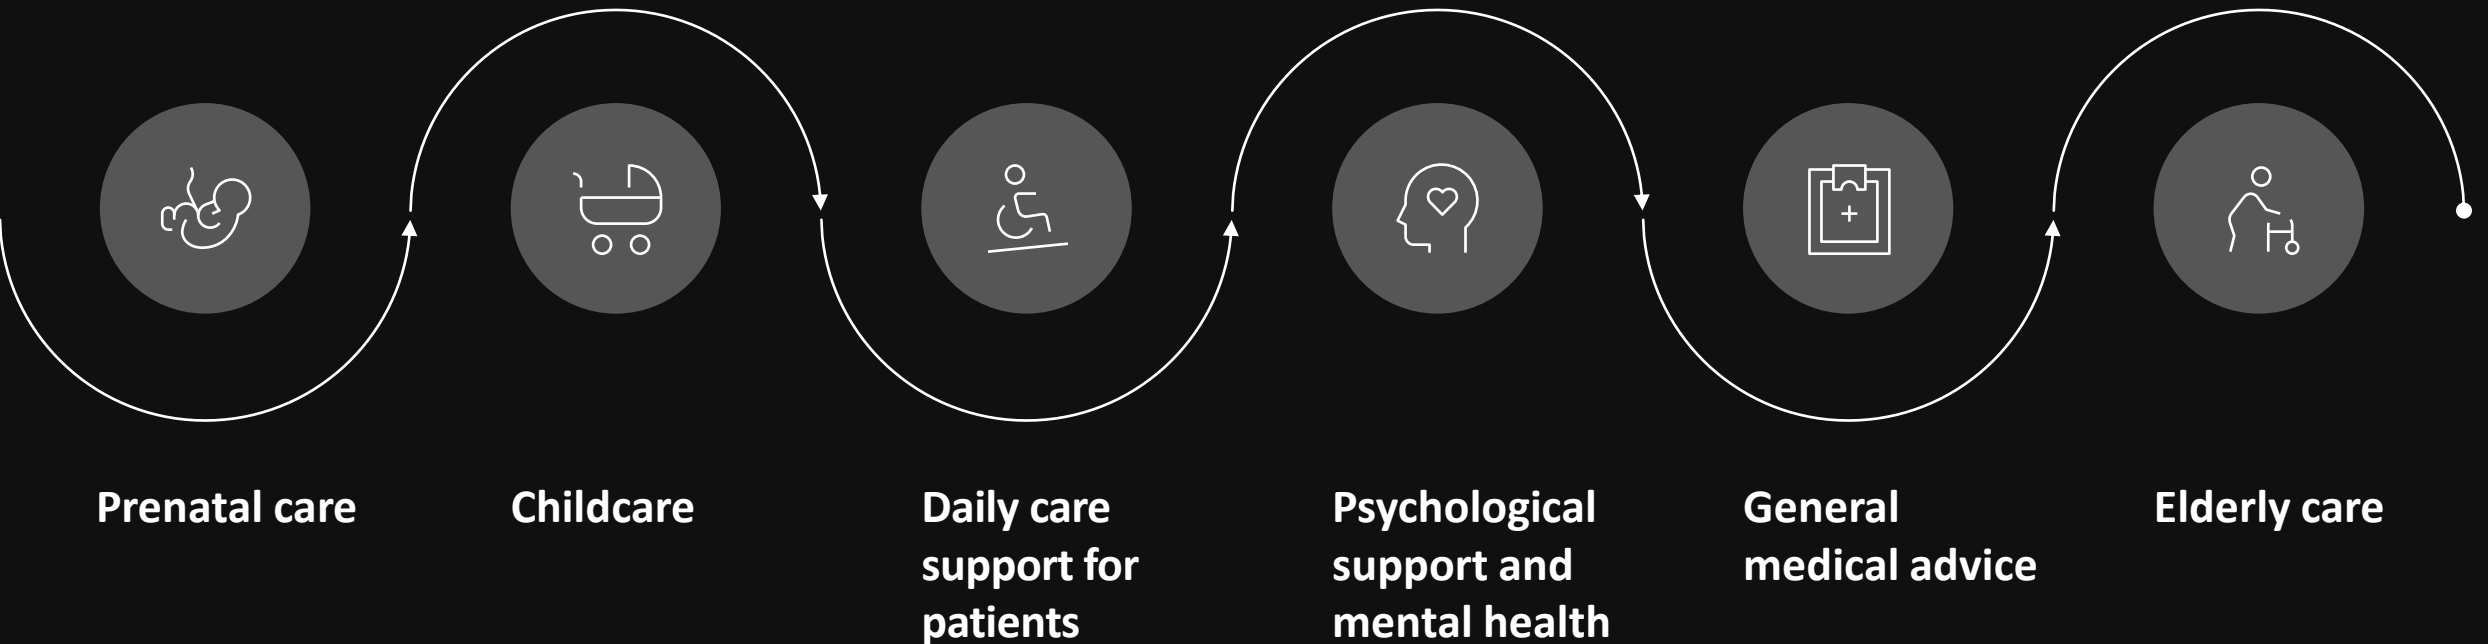 Prenatal care
Childcare
Daily care
support for
patients
Psychological
support and
mental health
General
medical advice
Elderly care